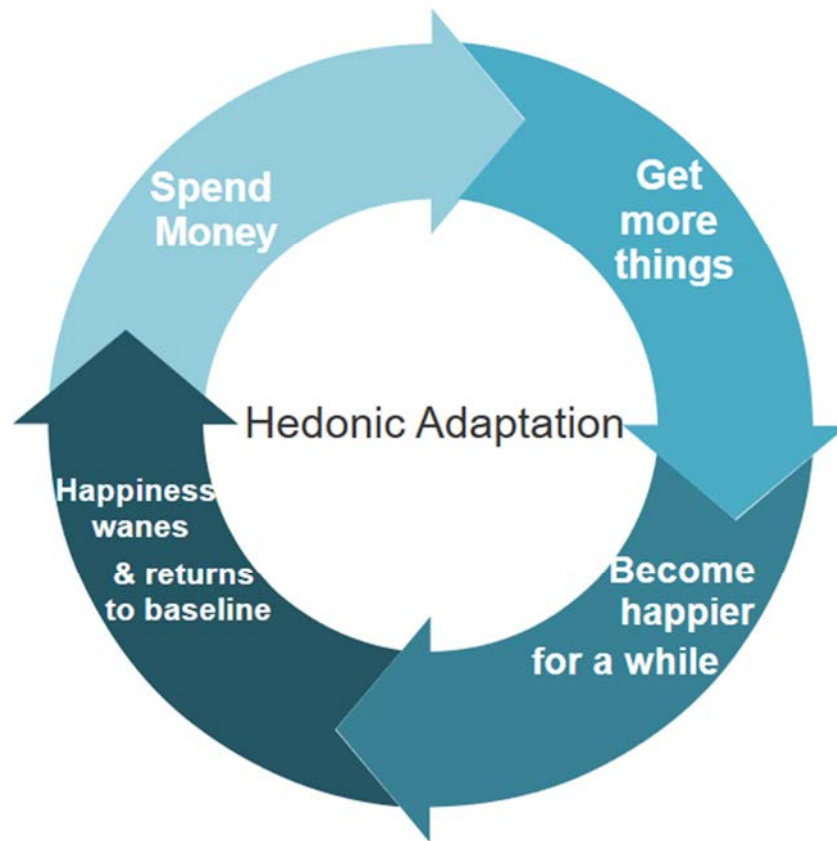 Spend
Money
Get
more
things
Hedonic Adaptation
Become
happier
for a while
Happiness
wanes
& returns
to baseline